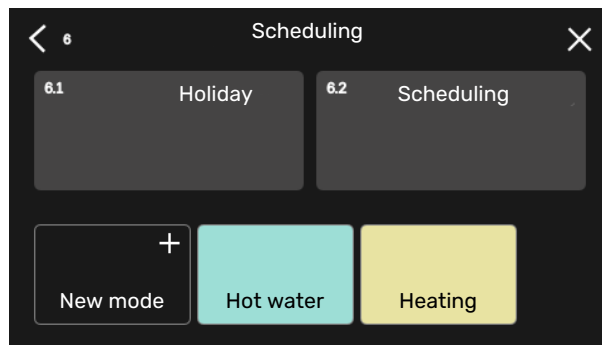 6 Scheduling
6.1 Holiday
6.2 Scheduling
New mode
Hot water
Heating